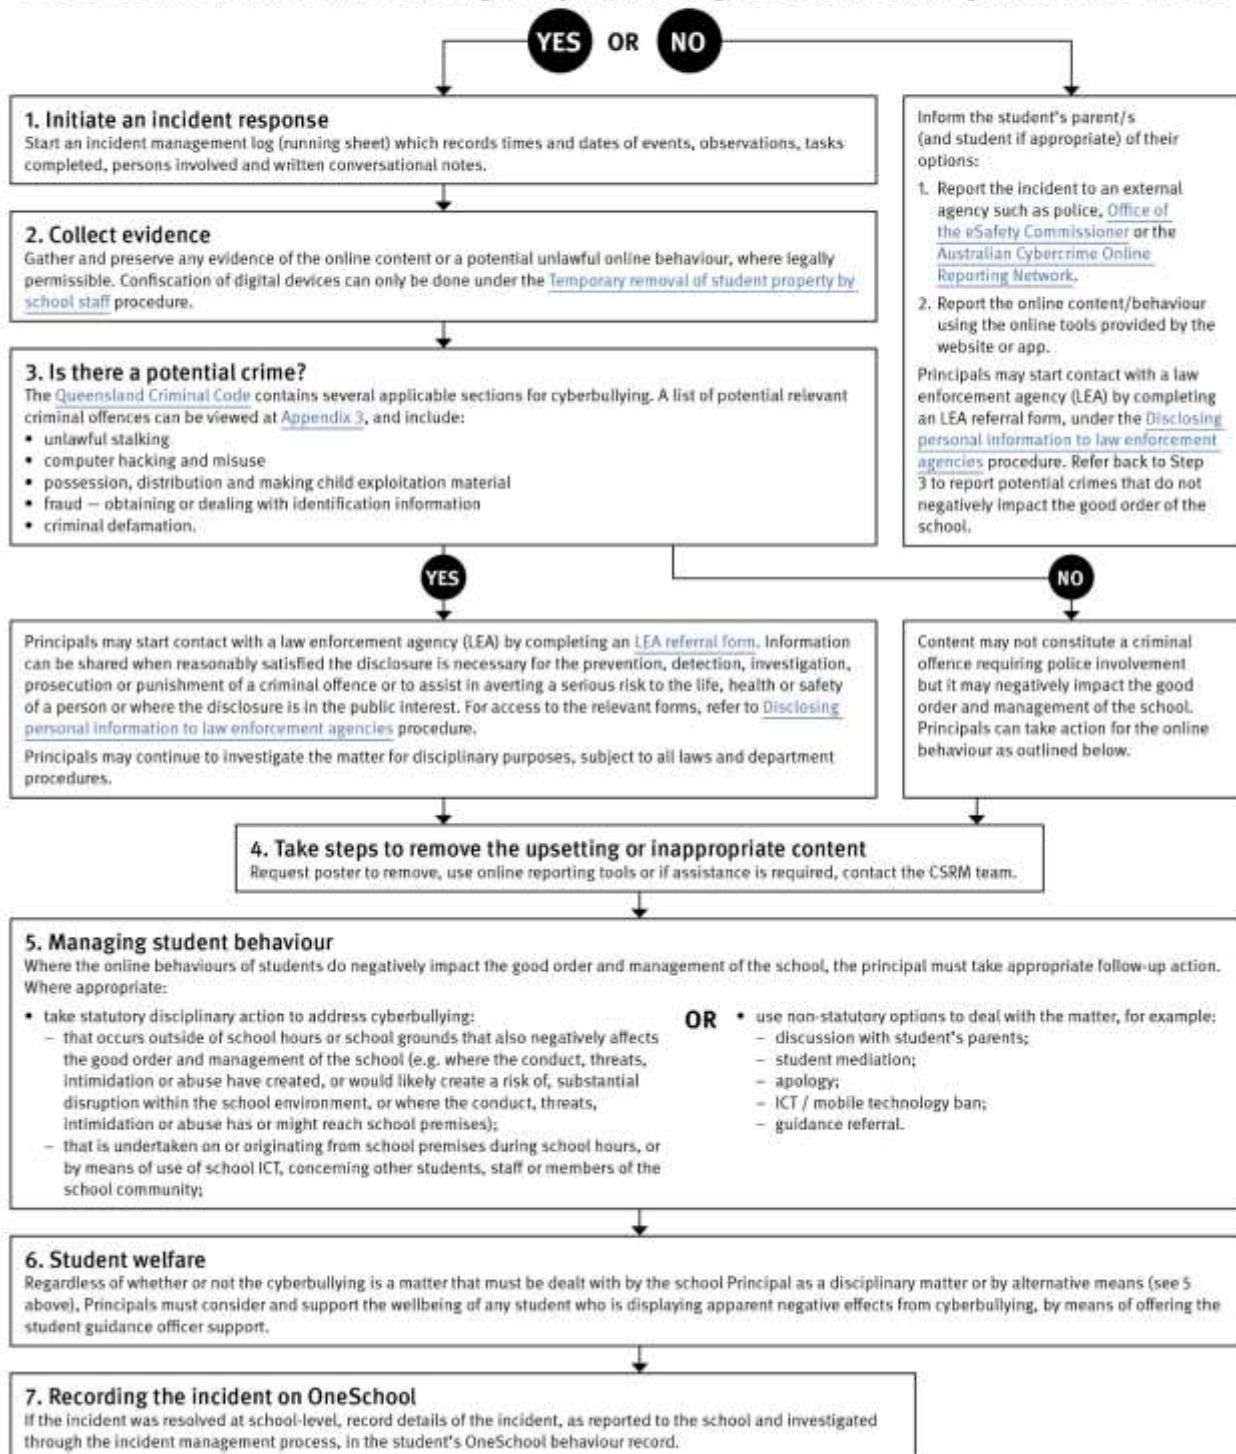 YES OR NO
1. Initiate an incident response
Start an incident management log (running sheet) which records times and dates of events, observations, tasks
completed, persons involved and written conversational notes.
2. Collect evidence
Gather and preserve any evidence of the online content or a potential unlawful online behaviour, where legally
permissible. Confiscation of digital devices can only be done under the Temporary removal of student property by
school staff procedure.
3. Is there a potential crime?
The Queensland Criminal Code contains several applicable sections for cyberbullying. A list of potential relevant
criminal offences can be viewed at Appendix 3, and include:
• unlawful stalking
• computer hacking and misuse
• possession, distribution and making child exploitation material
• fraud — obtaining or dealing with identification information
• criminal defamation.
Inform the student's parent/s
(and student if appropriate) of their
options:
1. Report the incident to an external
agency such as police, Office of
the eSafety Commissioner or the
Australian Cybercrime Online
Reporting Network.
2. Report the online content/behaviour
using the online tools provided by the
website or app.
Principals may start contact with a law
enforcement agency (LEA) by completing
an LEA referral form, under the Disclosing
personal information to law enforcement
agencies procedure. Refer back to Step
3 to report potential crimes that do not
negatively impact the good order of the
school.
YES
NO
Principals may start contact with a law enforcement agency (LEA) by completing an LEA referral form. Information
can be shared when reasonably satisfied the disclosure is necessary for the prevention, detection, investigation,
prosecution or punishment of a criminal offence or to assist in averting a serious risk to the life, health or safety
of a person or where the disclosure is in the public interest. For access to the relevant forms, refer to Disclosing
personal information to law enforcement agencies procedure.
Principals may continue to investigate the matter for disciplinary purposes, subject to all laws and department
procedures.
Content may not constitute a criminal
offence requiring police involvement
but it may negatively impact the good
order and management of the school.
Principals can take action for the online
behaviour as outlined below.
4. Take steps to remove the upsetting or inappropriate content
Request poster to remove, use online reporting tools or if assistance is required, contact the CSRM team.
5. Managing student behaviour
Where the online behaviours of students do negatively impact the good order and management of the school, the principal must take appropriate follow-up action.
Where appropriate:
• take statutory disciplinary action to address cyberbullying:
– that occurs outside of school hours or school grounds that also negatively affects
the good order and management of the school (e.g. where the conduct, threats,
intimidation or abuse have created, or would likely create a risk of, substantial
disruption within the school environment, or where the conduct, threats,
intimidation or abuse has or might reach school premises);
– that is undertaken on or originating from school premises during school hours, or
by means of use of school ICT, concerning other students, staff or members of the
school community;
OR
• use non-statutory options to deal with the matter, for example:
– discussion with student's parents;
– student mediation;
– apology;
– ICT / mobile technology ban;
– guidance referral.
6. Student welfare
Regardless of whether or not the cyberbullying is a matter that must be dealt with by the school Principal as a disciplinary matter or by alternative means (see 5
above), Principals must consider and support the wellbeing of any student who is displaying apparent negative effects from cyberbullying, by means of offering the
student guidance officer support.
7. Recording the incident on OneSchool
If the incident was resolved at school-level, record details of the incident, as reported to the school and investigated
through the incident management process, in the student's OneSchool behaviour record.